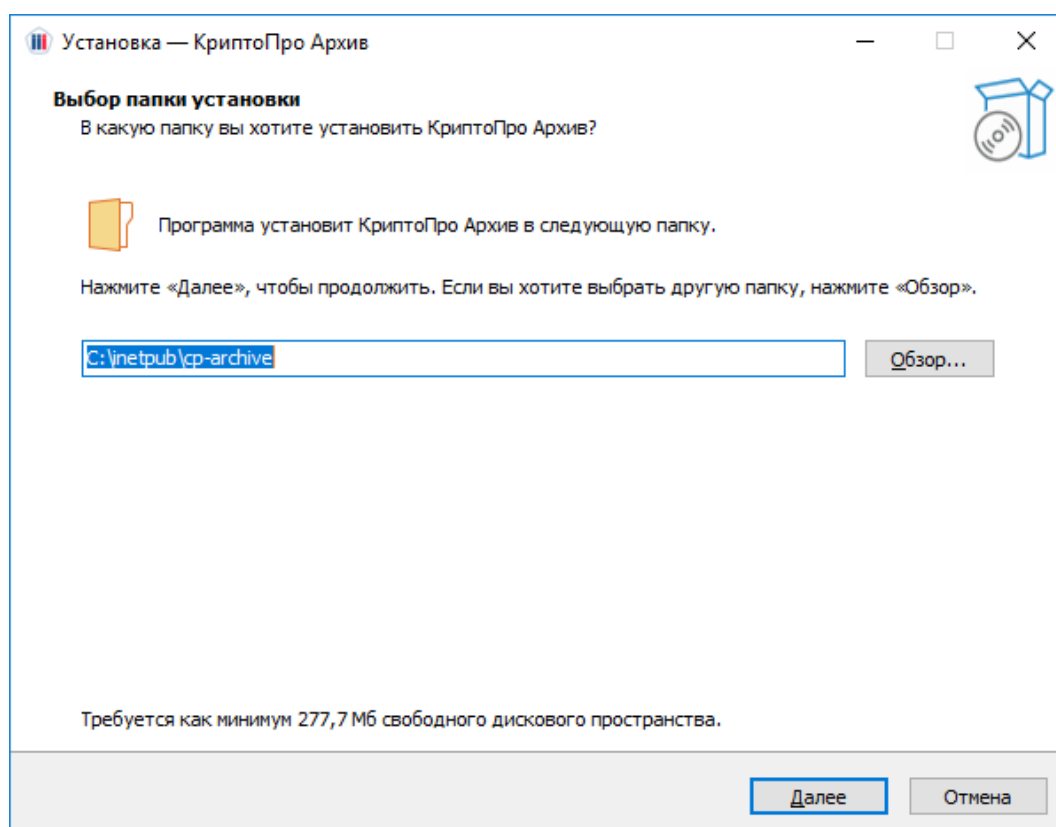 Установка — КриптоПро Архив
Выбор папки установки
В какую папку вы хотите установить КриптоПро Архив?
Программа установит КриптоПро Архив в следующую папку.
Нажмите «Далее», чтобы продолжить. Если вы хотите выбрать другую папку, нажмите «Обзор».
C:\inetpub\cp-archive
Обзор...
Требуется как минимум 277,7 Мб свободного дискового пространства.
Далее
Отмена